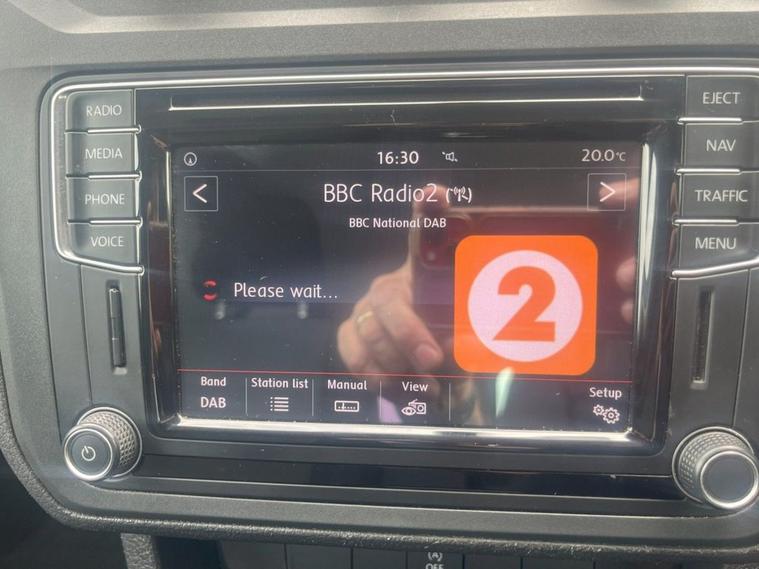 RADIO
MEDIA
PHONE
VOICE
EJECT
NAV
TRAFFIC
MENU
16:30
20.0°C
BBC Radio2
BBC National DAB
Please wait...
2
Band
DAB
Station list
Manual
View
Setup
(A)
OFF